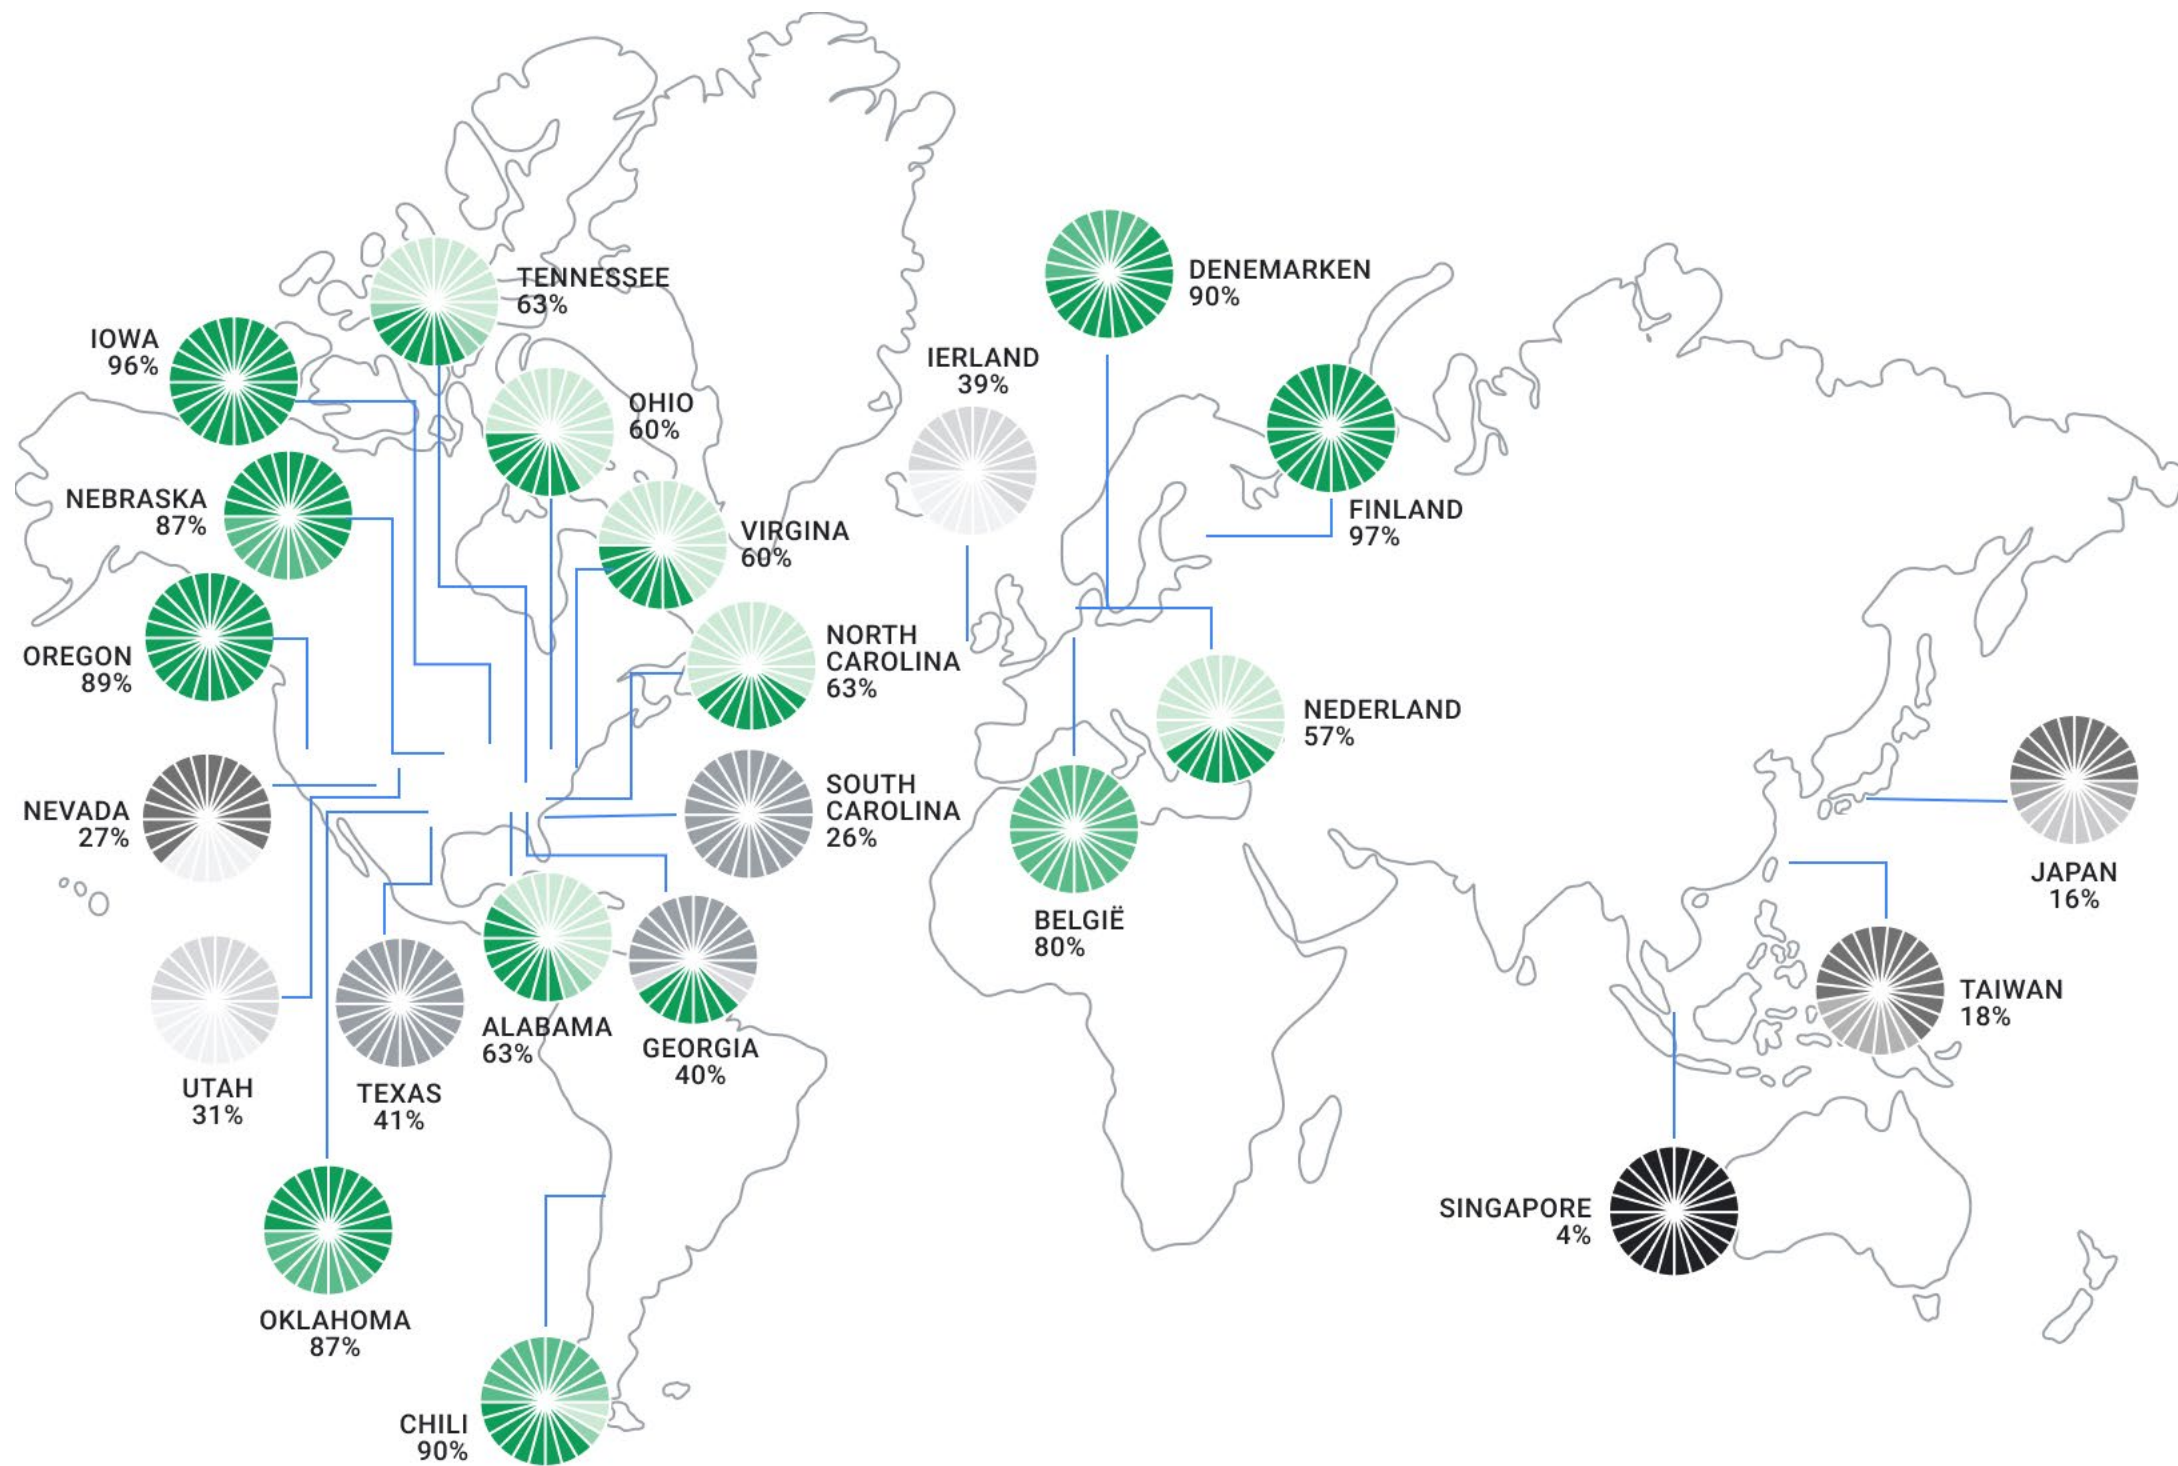 TENNESSEE
63%
IOWA
96%
OHIO
60%
NEBRASKA
87%
VIRGINA
60%
OREGON
89%
NORTH
CAROLINA
63%
NEVADA
27%
SOUTH
CAROLINA
26%
UTAH
31%
TEXAS
41%
ALABAMA
63%
GEORGIA
40%
OKLAHOMA
87%
CHILI
90%
DENEMARKEN
90%
IERLAND
39%
FINLAND
97%
NEDERLAND
57%
BELGIË
80%
JAPAN
16%
TAIWAN
18%
SINGAPORE
4%